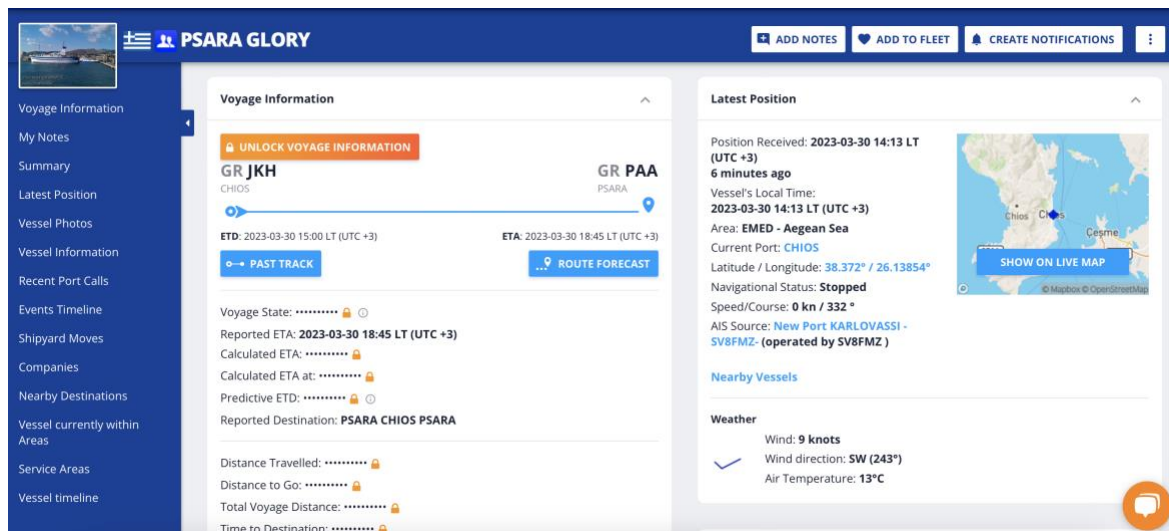 PSARA GLORY
ADD NOTES
ADD TO FLEET
CREATE NOTIFICATIONS
Voyage Information
My Notes
Summary
Latest Position
Vessel Photos
Vessel Information
Recent Port Calls
Events Timeline
Shipyard Moves
Companies
Nearby Destinations
Vessel currently within
Areas
Service Areas
Vessel timeline
Voyage Information
UNLOCK VOYAGE INFORMATION
GR JKH
CHIOS
GR PAA
PSARA
ETD: 2023-03-30 15:00 LT (UTC +3)
ETA: 2023-03-30 18:45 LT (UTC +3)
PAST TRACK
ROUTE FORECAST
Voyage State: ••••••••••
Reported ETA: 2023-03-30 18:45 LT (UTC +3)
Calculated ETA: ••••••••••
Calculated ETA at: ••••••••••
Predictive ETD: ••••••••••
Reported Destination: PSARA CHIOS PSARA
Distance Travelled: ••••••••••
Distance to Go: ••••••••••
Total Voyage Distance: ••••••••••
Time to Destination: ••••••••••
Latest Position
Position Received: 2023-03-30 14:13 LT
(UTC +3)
6 minutes ago
Vessel's Local Time:
2023-03-30 14:13 LT (UTC +3)
Area: EMED - Aegean Sea
Current Port: CHIOS
Latitude / Longitude: 38.372° / 26.13854°
Navigational Status: Stopped
Speed/Course: 0 kn / 332 °
AIS Source: New Port KARLOVASSI -
SV8FMZ- (operated by SV8FMZ )
Nearby Vessels
Chios
Çeşme
SHOW ON LIVE MAP
© Mapbox © OpenStreetMap
Weather
Wind: 9 knots
Wind direction: SW (243°)
Air Temperature: 13°C